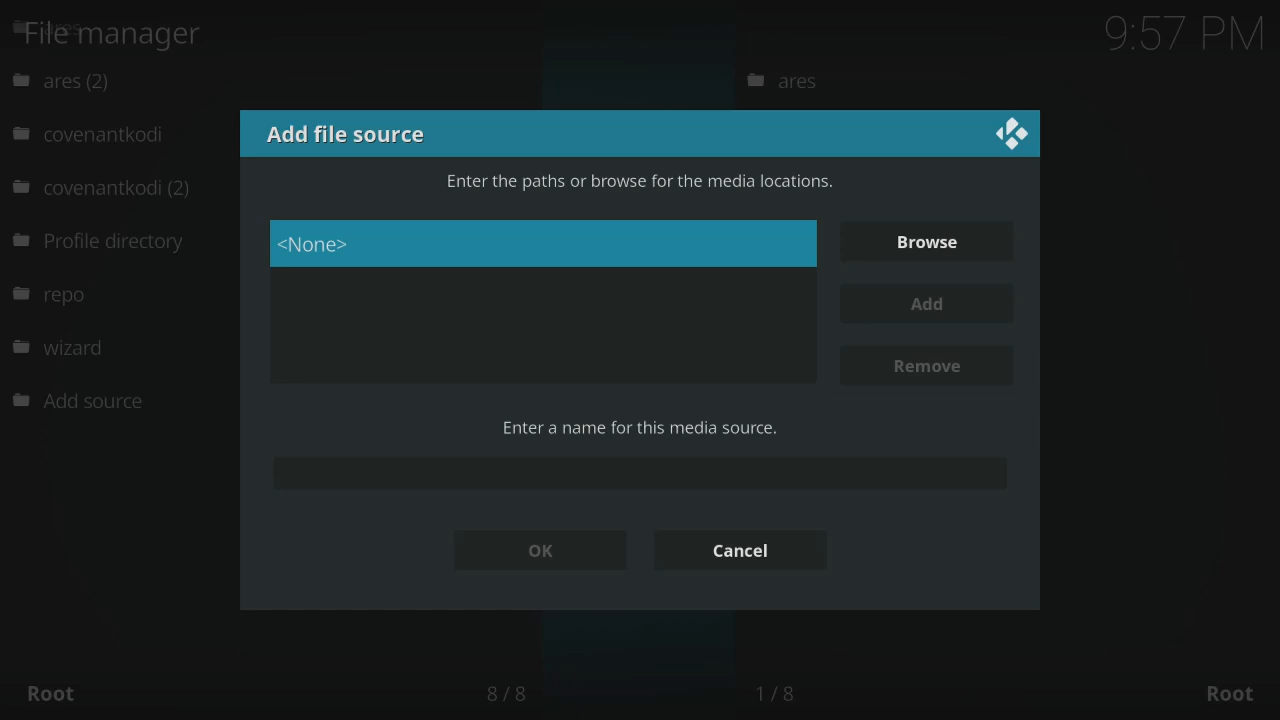 ares
File manager
9:57 PM
ares (2)
ares
covenantkodi
covenantkodi (2)
Profile directory
repo
wizard
Add source
Add file source
Enter the paths or browse for the media locations.
<None>
Browse
Add
Remove
Enter a name for this media source.
OK
Cancel
Root
8 / 8
1 / 8
Root